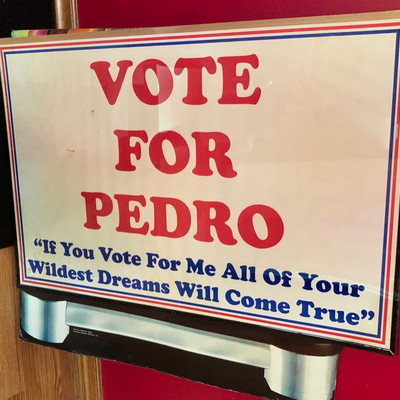 VOTE
FOR
PEDRO
“If You Vote For Me All Of Your
Wildest Dreams Will Come True”